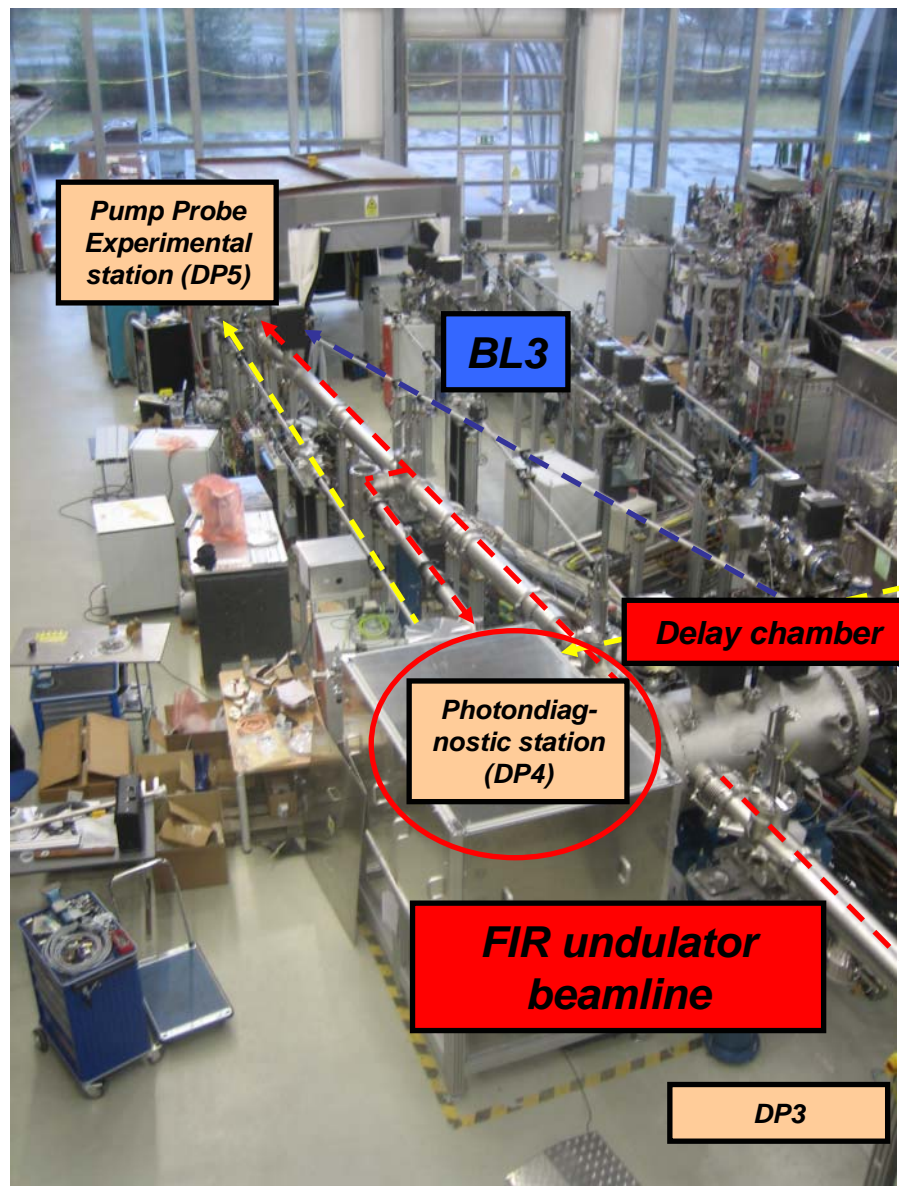 Pump Probe
Experimental
station (DP5)
BL3
Delay chamber
Photondiag-
nostic station
(DP4)
FIR undulator
beamline
DP3